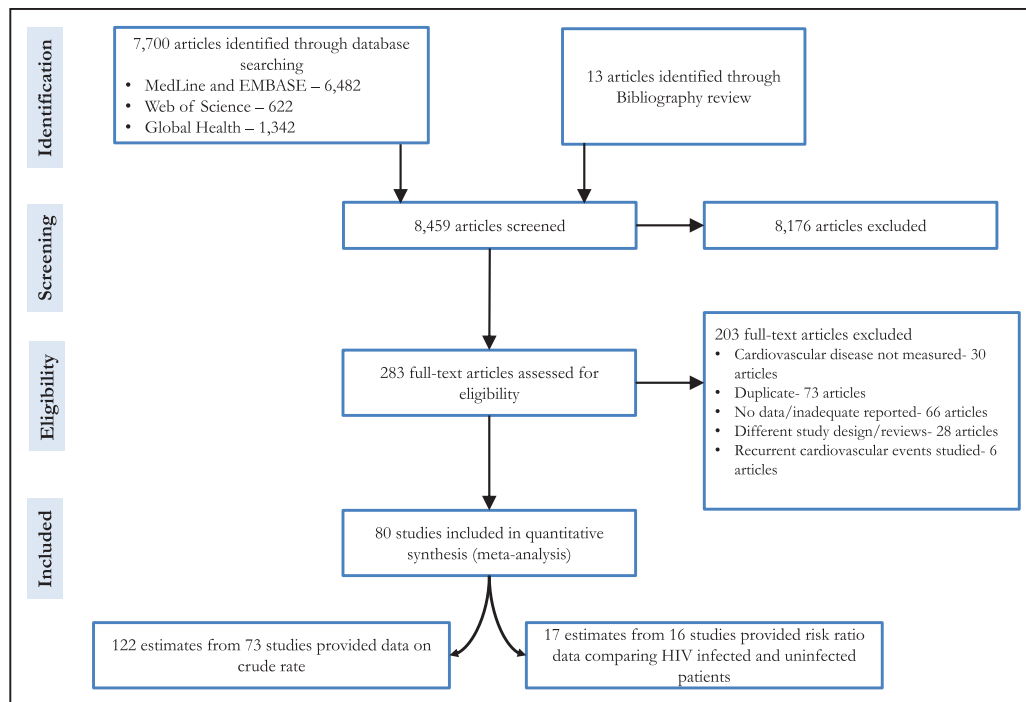 Identification
7,700 articles identified through database
searching
• MedLine and EMBASE – 6,482
• Web of Science – 622
• Global Health – 1,342
13 articles identified through
Bibliography review
Screening
8,459 articles screened
8,176 articles excluded
Eligibility
283 full-text articles assessed for
eligibility
203 full-text articles excluded
• Cardiovascular disease not measured- 30
articles
• Duplicate- 73 articles
• No data/inadequate reported- 66 articles
• Different study design/reviews- 28 articles
• Recurrent cardiovascular events studied- 6
articles
Included
80 studies included in quantitative
synthesis (meta-analysis)
122 estimates from 73 studies provided data on
crude rate
17 estimates from 16 studies provided risk ratio
data comparing HIV infected and uninfected
patients